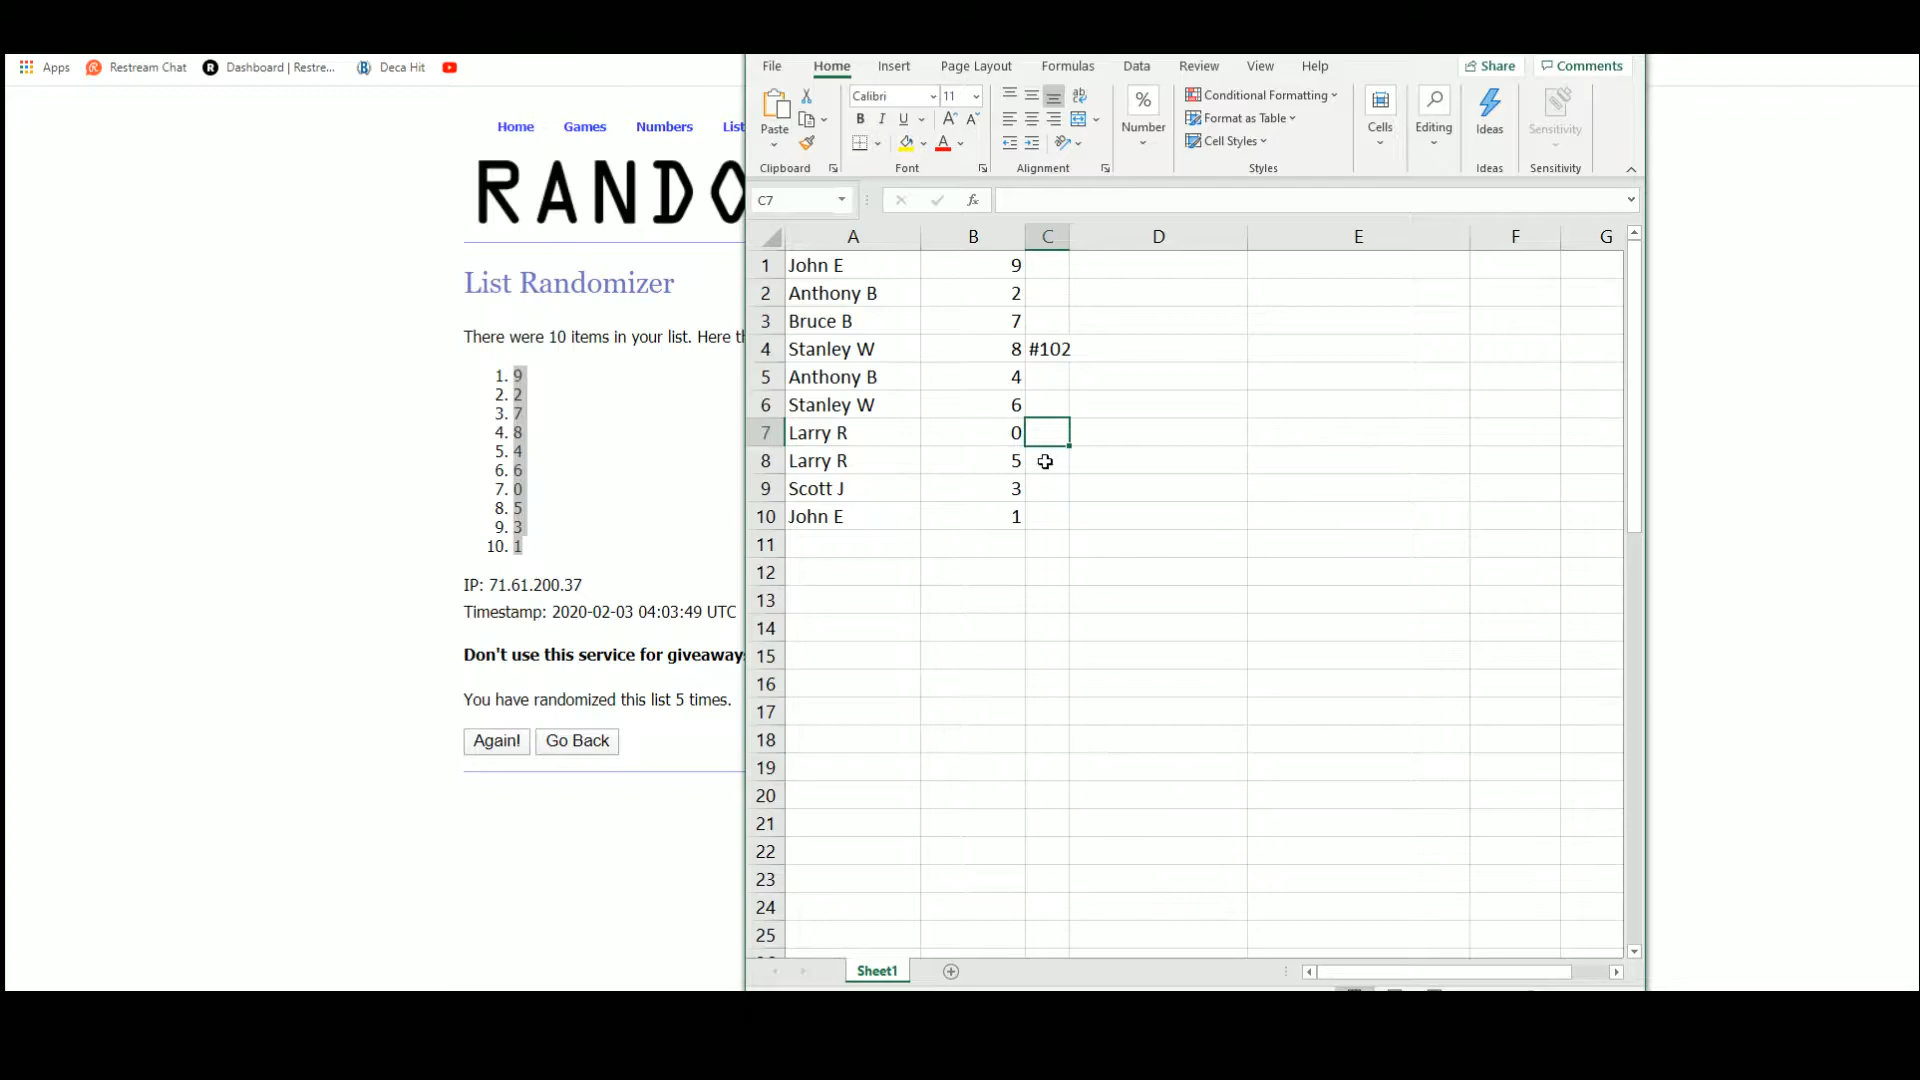 Apps Restream Chat Dashboard | Restre... Deca Hit
Home Games Numbers List
RANDO
List Randomizer
There were 10 items in your list. Here th
1. 9
2. 2
3. 7
4. 8
5. 4
6. 6
7. 0
8. 5
9. 3
10. 1
IP: 71.61.200.37
Timestamp: 2020-02-03 04:03:49 UTC
Don't use this service for giveaways
You have randomized this list 5 times.
Again! Go Back
File Home Insert Page Layout Formulas Data Review View Help Share Comments
Calibri 11
Paste
B I U
Number
Conditional Formatting
Format as Table
Cell Styles
Cells
Editing
Ideas
Sensitivity
Clipboard Font Alignment Styles Ideas Sensitivity
C7 fx
A B C D E F G
1 John E 9
2 Anthony B 2
3 Bruce B 7
4 Stanley W 8 #102
5 Anthony B 4
6 Stanley W 6
7 Larry R 0
8 Larry R 5
9 Scott J 3
10 John E 1
11
12
13
14
15
16
17
18
19
20
21
22
23
24
25
Sheet1